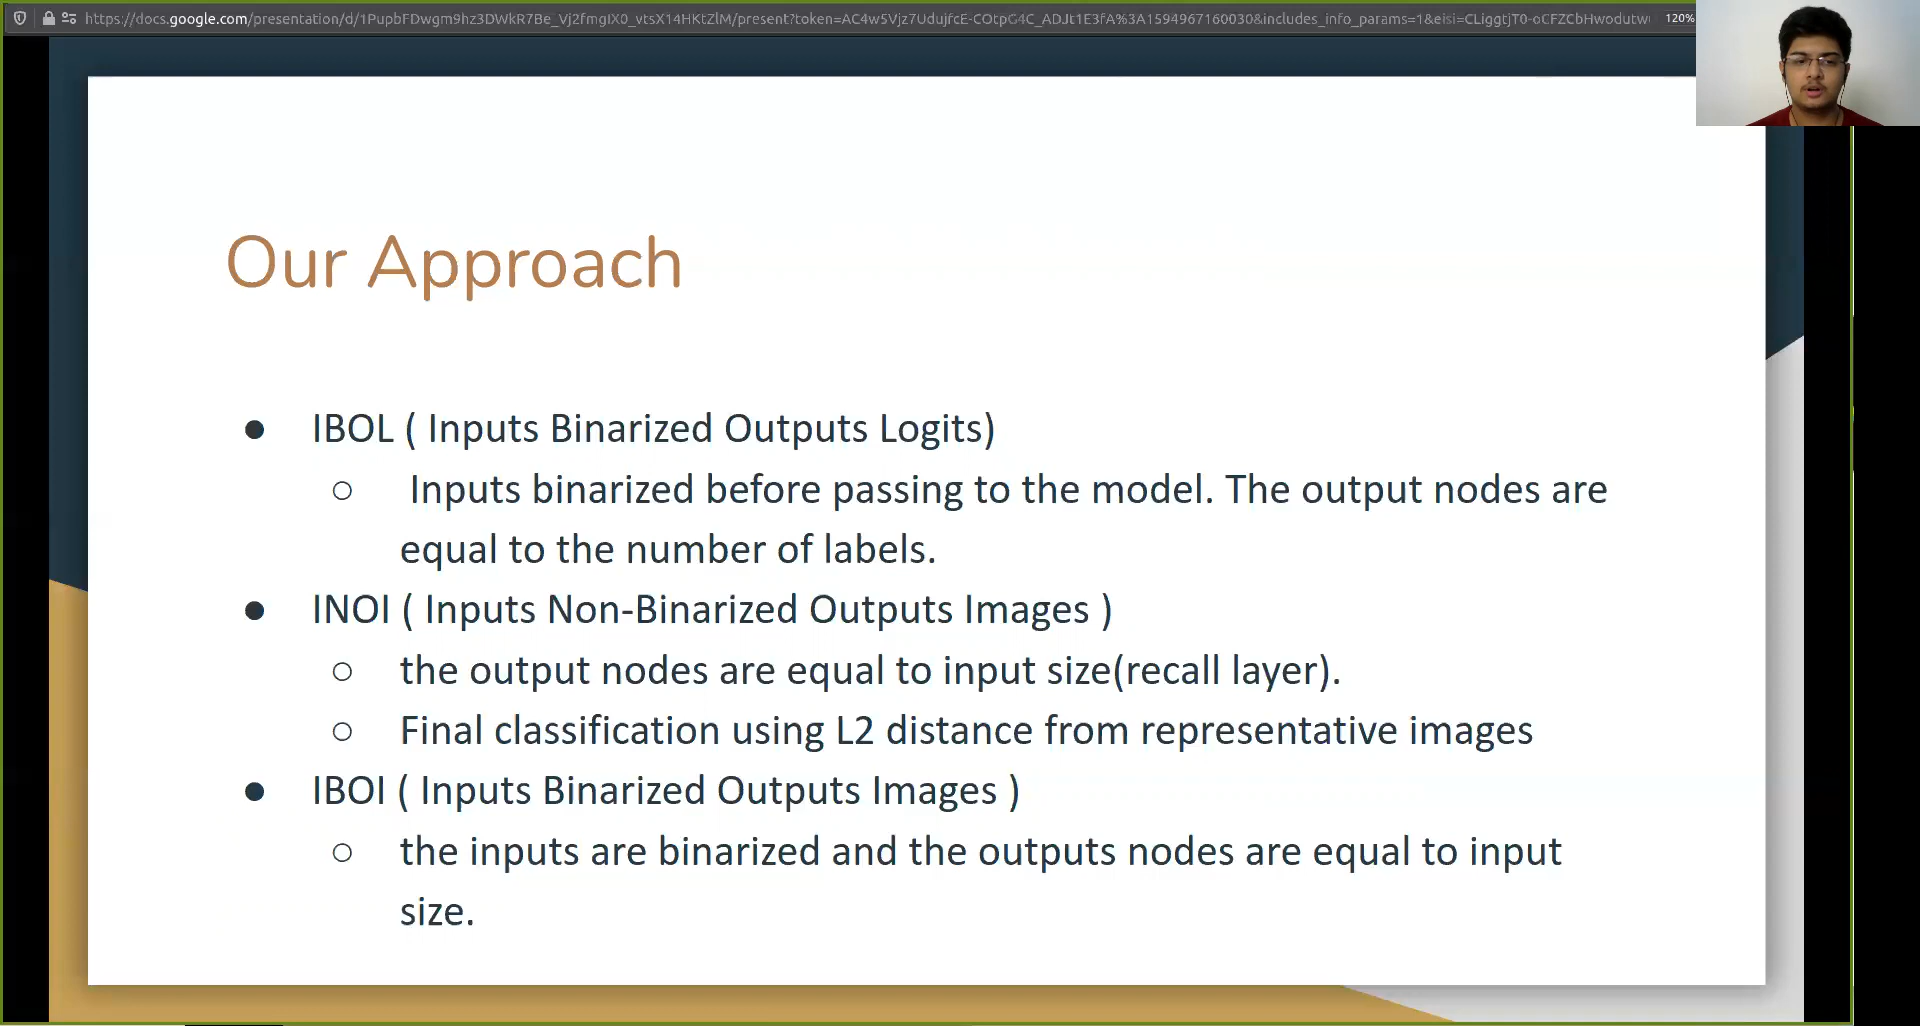 120%
Our Approach
● IBOL ( Inputs Binarized Outputs Logits)
○ Inputs binarized before passing to the model. The output nodes are
equal to the number of labels.
● INOI ( Inputs Non-Binarized Outputs Images )
○ the output nodes are equal to input size(recall layer).
○ Final classification using L2 distance from representative images
● IBOI ( Inputs Binarized Outputs Images )
○ the inputs are binarized and the outputs nodes are equal to input
size.